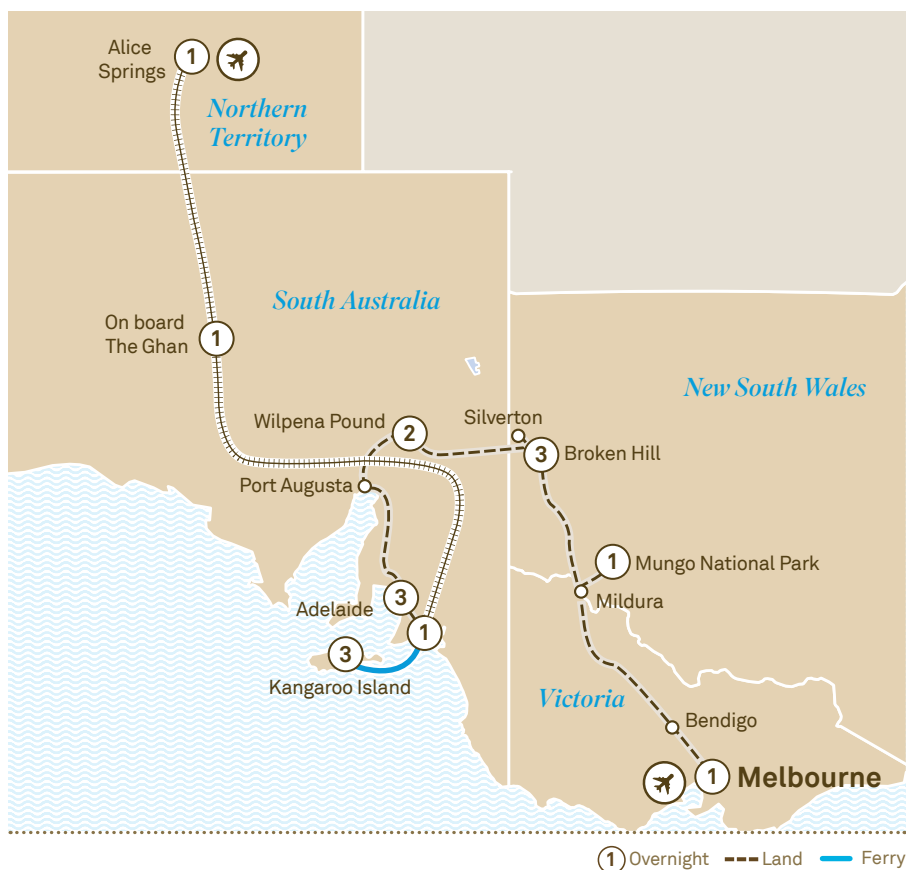 Alice
Springs
1
Northern
Territory
South Australia
On board
The Ghan
1
New South Wales
Wilpena Pound
2
Silverton
3
Broken Hill
Port Augusta
1
Mungo National Park
Mildura
Adelaide
3
1
3
Kangaroo Island
Victoria
Bendigo
1
Melbourne
1 Overnight Land Ferry